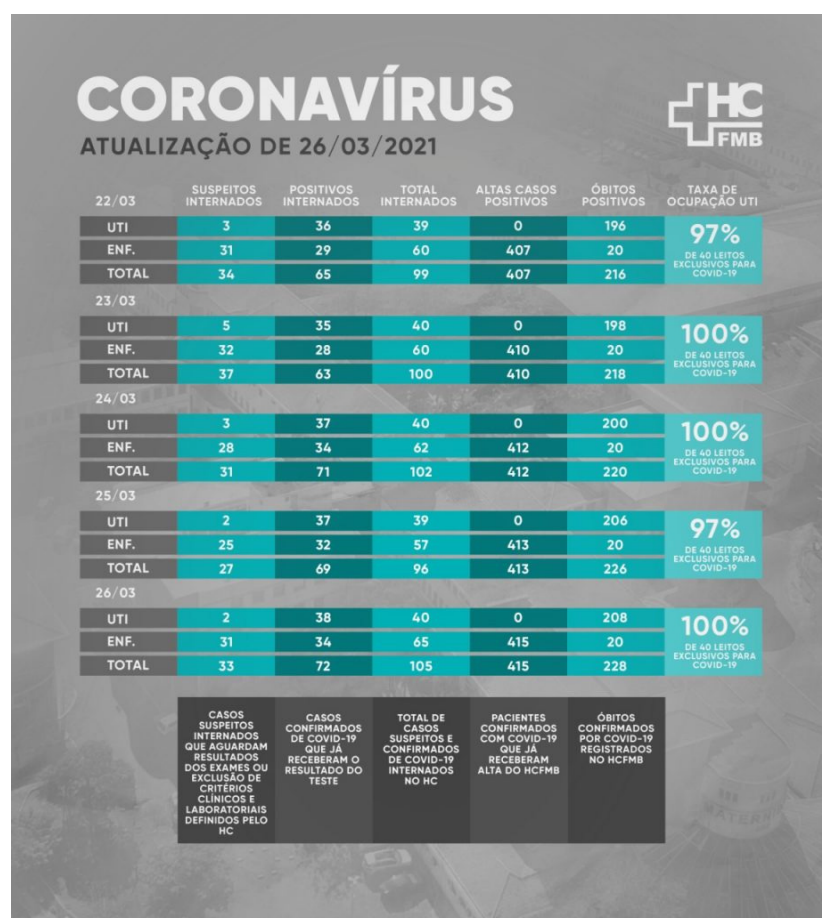 CORONAVÍRUS
ATUALIZAÇÃO DE 26/03/2021
HC
FMB
22/03 SUSPEITOS INTERNADOS POSITIVOS INTERNADOS TOTAL INTERNADOS ALTAS CASOS POSITIVOS ÓBITOS POSITIVOS TAXA DE OCUPAÇÃO UTI
UTI 3 36 39 0 196
ENF. 31 29 60 407 20
TOTAL 34 65 99 407 216
97%
DE 40 LEITOS
EXCLUSIVOS PARA
COVID-19
23/03
UTI 5 35 40 0 198
ENF. 32 28 60 410 20
TOTAL 37 63 100 410 218
100%
DE 40 LEITOS
EXCLUSIVOS PARA
COVID-19
24/03
UTI 3 37 40 0 200
ENF. 28 34 62 412 20
TOTAL 31 71 102 412 220
100%
DE 40 LEITOS
EXCLUSIVOS PARA
COVID-19
25/03
UTI 2 37 39 0 206
ENF. 25 32 57 413 20
TOTAL 27 69 96 413 226
97%
DE 40 LEITOS
EXCLUSIVOS PARA
COVID-19
26/03
UTI 2 38 40 0 208
ENF. 31 34 65 415 20
TOTAL 33 72 105 415 228
100%
DE 40 LEITOS
EXCLUSIVOS PARA
COVID-19
CASOS
SUSPEITOS
INTERNADOS
QUE AGUARDAM
RESULTADOS
DOS EXAMES OU
EXCLUSÃO DE
CRITÉRIOS
CLÍNICOS E
LABORATORIAIS
DEFINIDOS PELO
HC
CASOS
CONFIRMADOS
DE COVID-19
QUE JÁ
RECEBERAM O
RESULTADO DO
TESTE
TOTAL DE
CASOS
SUSPEITOS E
CONFIRMADOS
DE COVID-19
INTERNADOS
NO HC
PACIENTES
CONFIRMADOS
COM COVID-19
QUE JÁ
RECEBERAM
ALTA DO HCFMB
ÓBITOS
CONFIRMADOS
POR COVID-19
REGISTRADOS
NO HCFMB